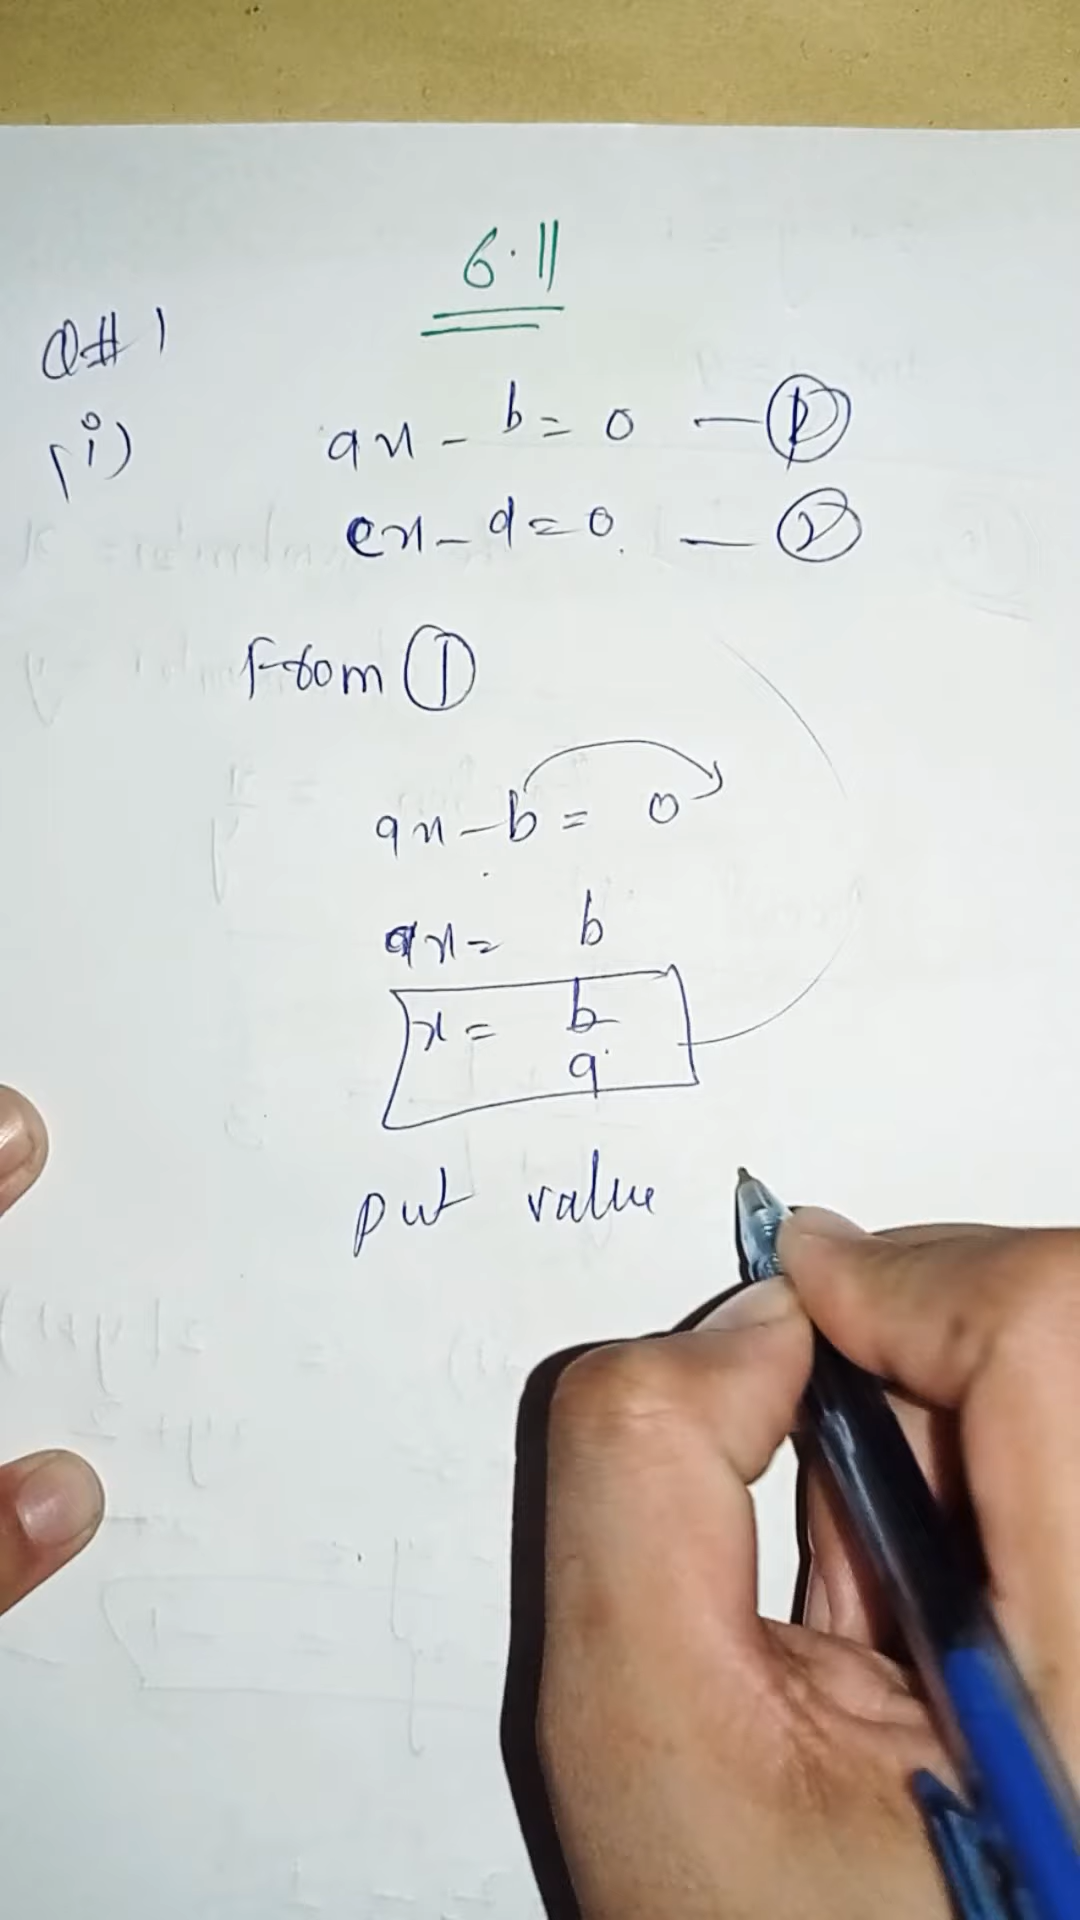 6.11
Q#1
(i) ax - b = 0 — ①
cx - d = 0. — ②
From ①
ax - b = 0
ax = b
x = b/a
put value